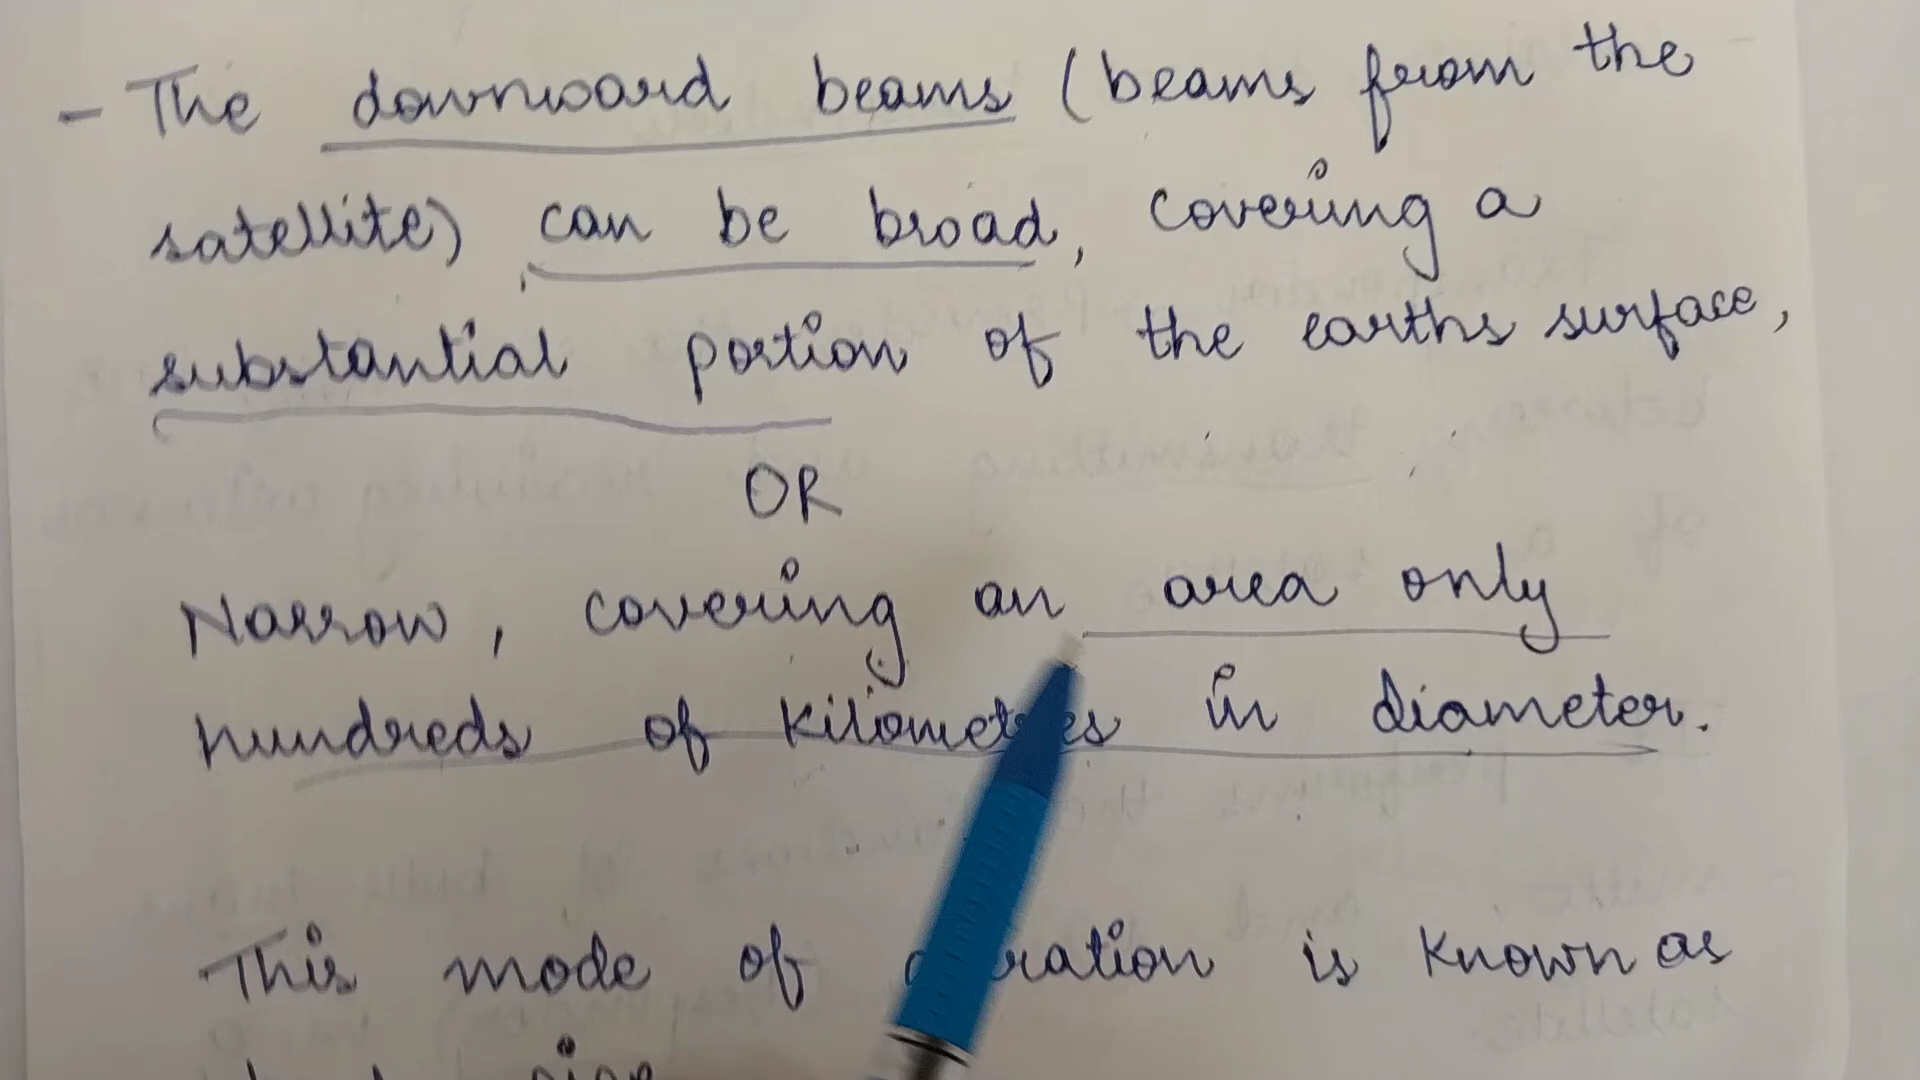 - The downward beams (beams from the
satellite) can be broad, covering a
substantial portion of the earths surface,
OR
Narrow, covering an area only
hundreds of kilometres in diameter.
This mode of operation is known as